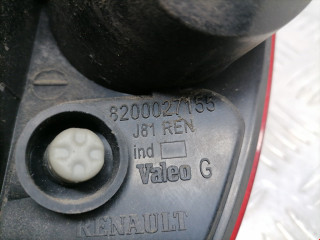 8200027155
J81 REN
ind
Valeo G
RENAULT